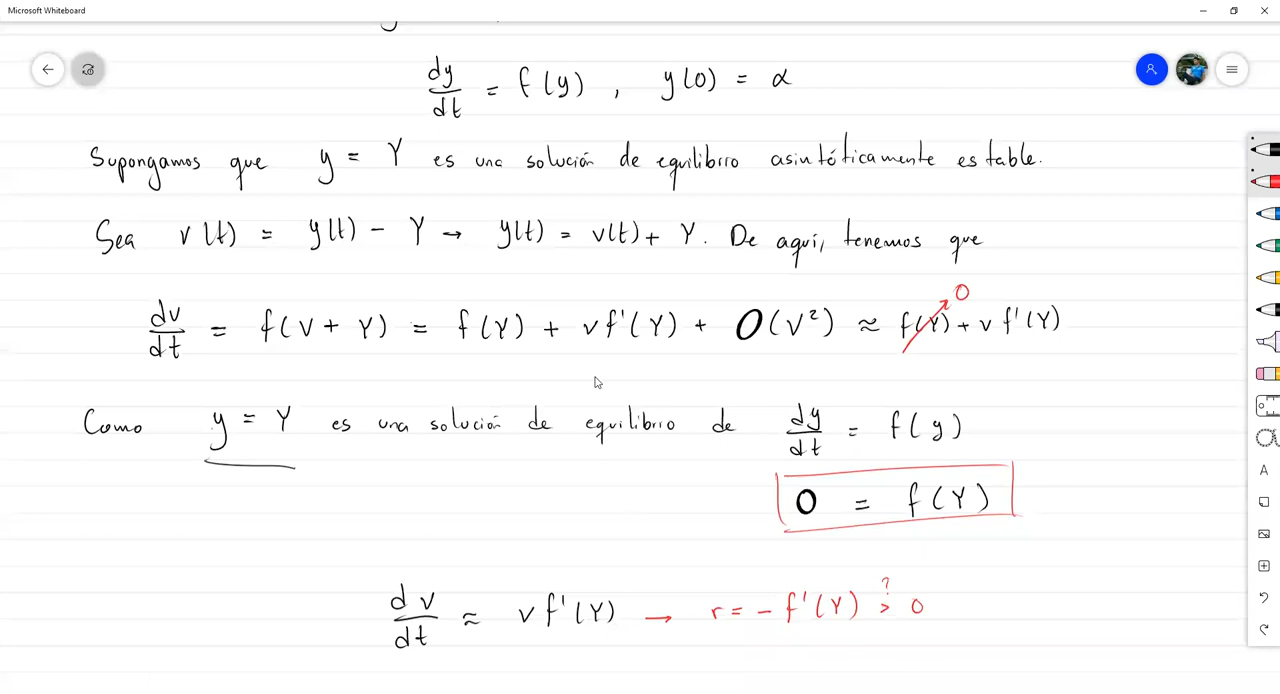 Microsoft Whiteboard
dy/dt = f(y) , y(0) = α
Supongamos que y = Y es una solución de equilibrio asintóticamente estable.
Sea v(t) = y(t) - Y → y(t) = v(t) + Y. De aquí, tenemos que
0
dv/dt = f(v + Y) = f(Y) + v f'(Y) + O(v²) ≈ f(Y) + v f'(Y)
Como y = Y es una solución de equilibrio de dy/dt = f(y)
0 = f(Y)
?
dv/dt ≈ v f'(Y) → r = - f'(Y) > 0
A